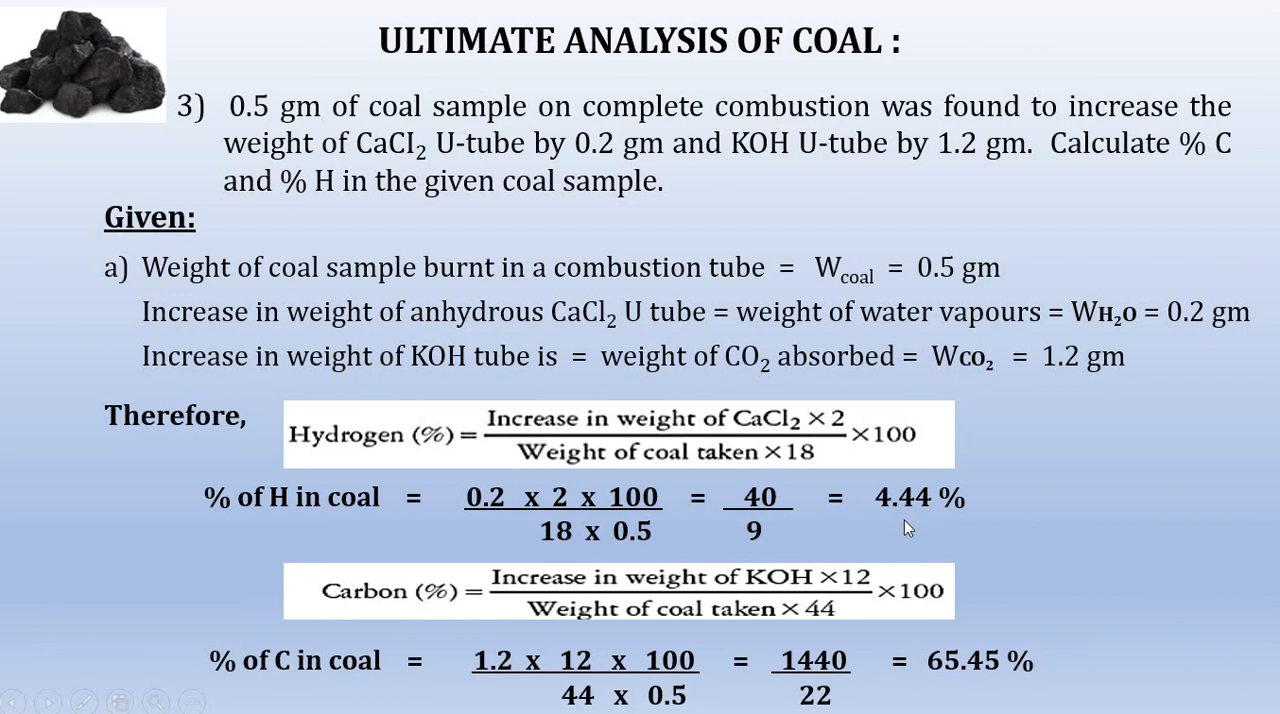 ULTIMATE ANALYSIS OF COAL :
3) 0.5 gm of coal sample on complete combustion was found to increase the
weight of CaCI₂ U-tube by 0.2 gm and KOH U-tube by 1.2 gm. Calculate % C
and % H in the given coal sample.
Given:
a) Weight of coal sample burnt in a combustion tube = W_coal = 0.5 gm
Increase in weight of anhydrous CaCl₂ U tube = weight of water vapours = WH₂O = 0.2 gm
Increase in weight of KOH tube is = weight of CO₂ absorbed = WCO₂ = 1.2 gm
Therefore,
Increase in weight of CaCl₂ × 2
Hydrogen (%) = ×100
Weight of coal taken × 18
% of H in coal = 0.2 x 2 x 100 = 40 = 4.44 %
18 x 0.5 9
Increase in weight of KOH × 12
Carbon (%) = ×100
Weight of coal taken × 44
% of C in coal = 1.2 x 12 x 100 = 1440 = 65.45 %
44 x 0.5 22